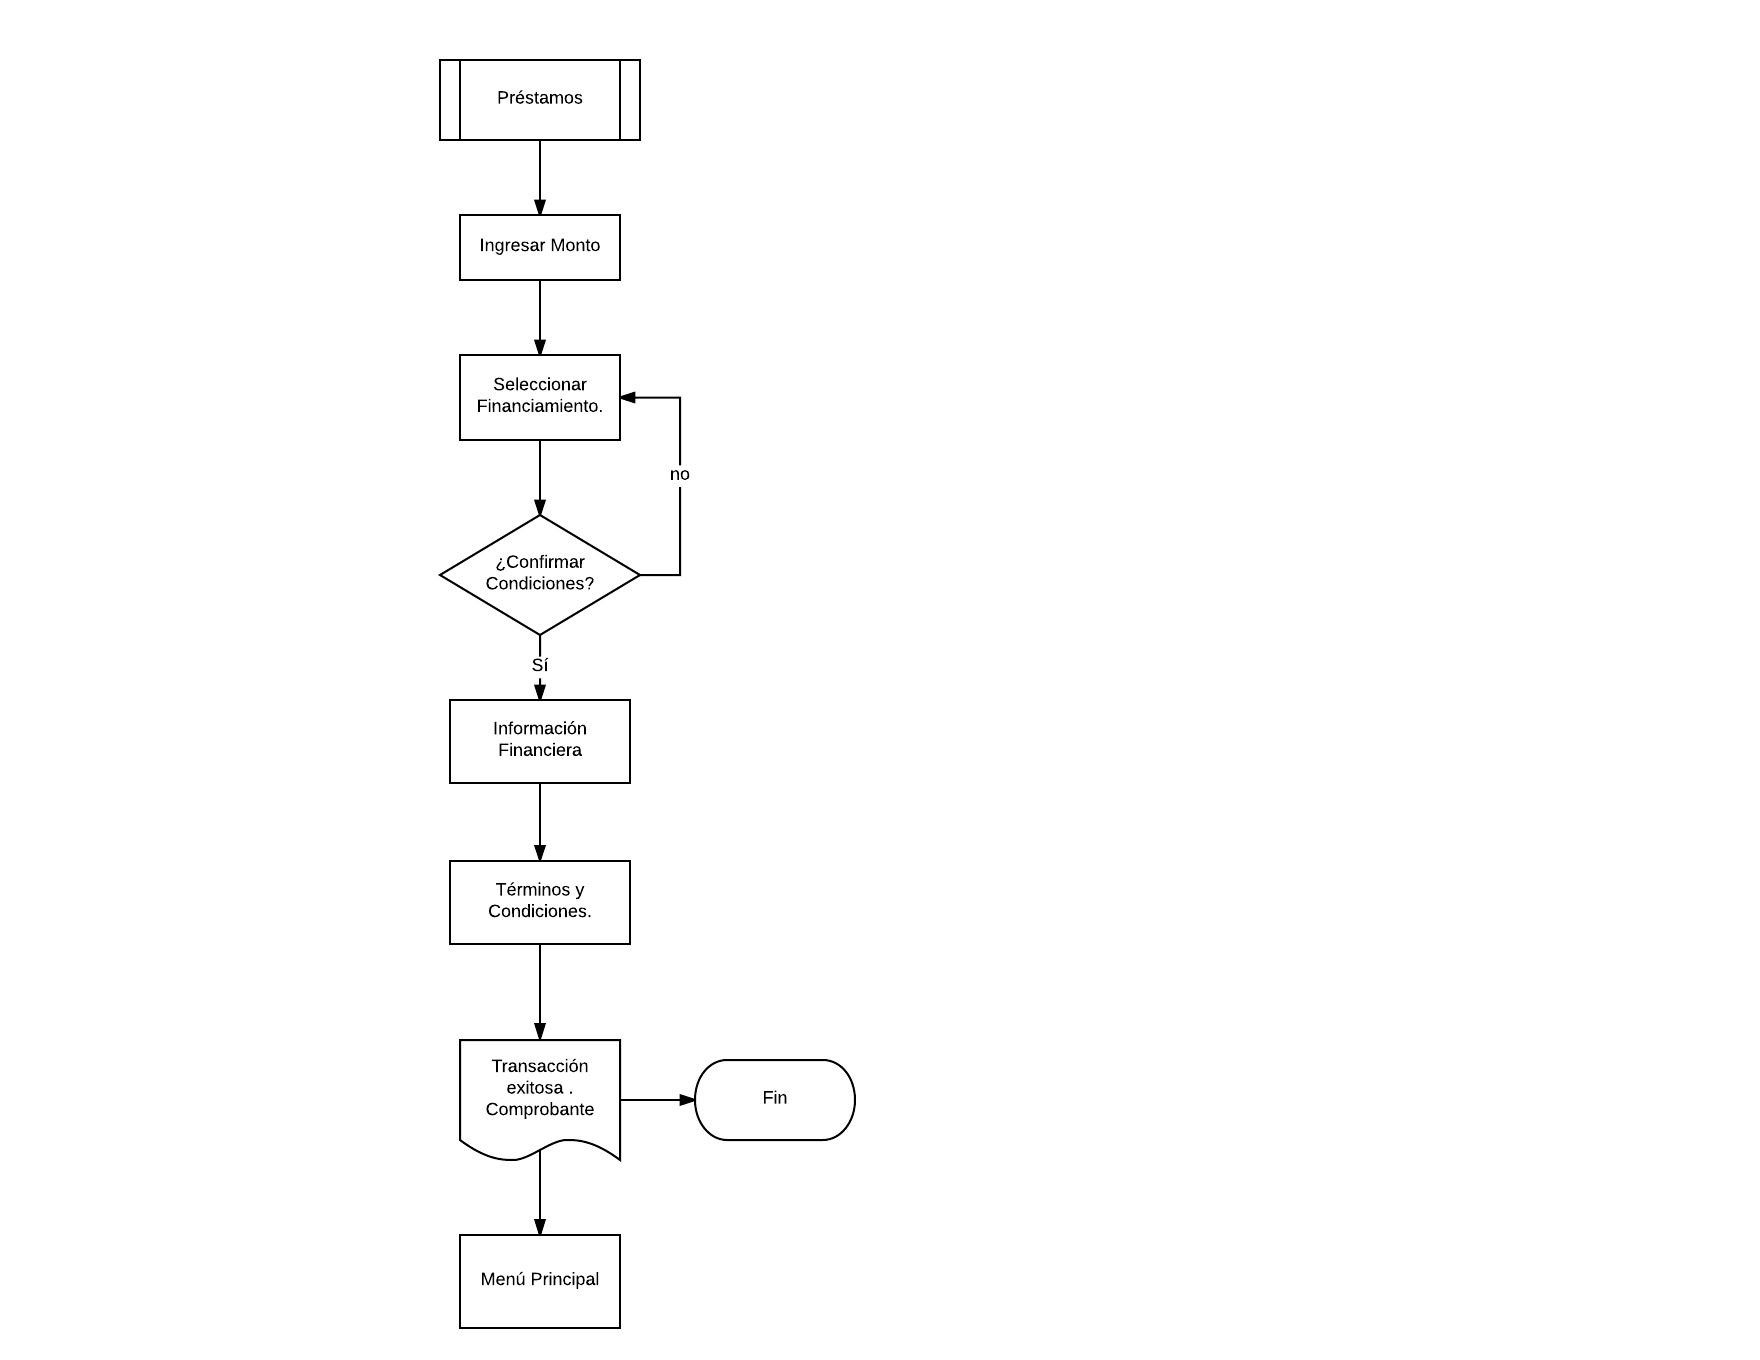 Préstamos
Ingresar Monto
Seleccionar
Financiamiento.
no
¿Confirmar
Condiciones?
Sí
Información
Financiera
Términos y
Condiciones.
Transacción
exitosa .
Comprobante
Fin
Menú Principal